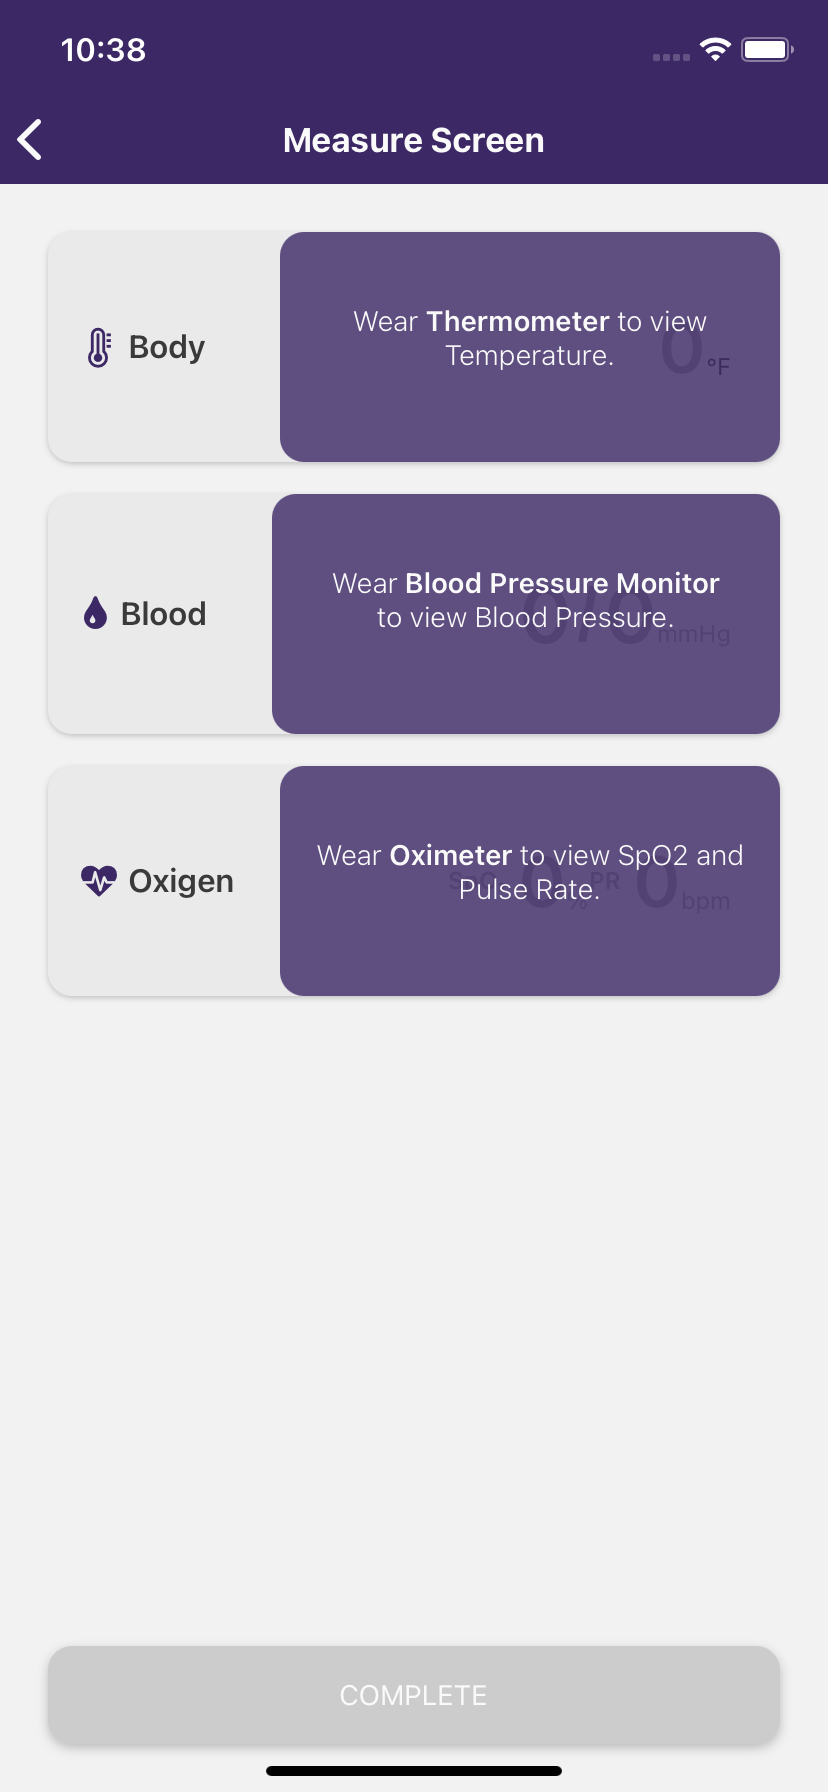 10:38
Measure Screen
Body
Wear Thermometer to view
Temperature.
0 °F
Blood
Wear Blood Pressure Monitor
to view Blood Pressure.
0/0 mmHg
Oxigen
Wear Oximeter to view SpO2 and
Pulse Rate.
0 % PR 0 bpm
COMPLETE